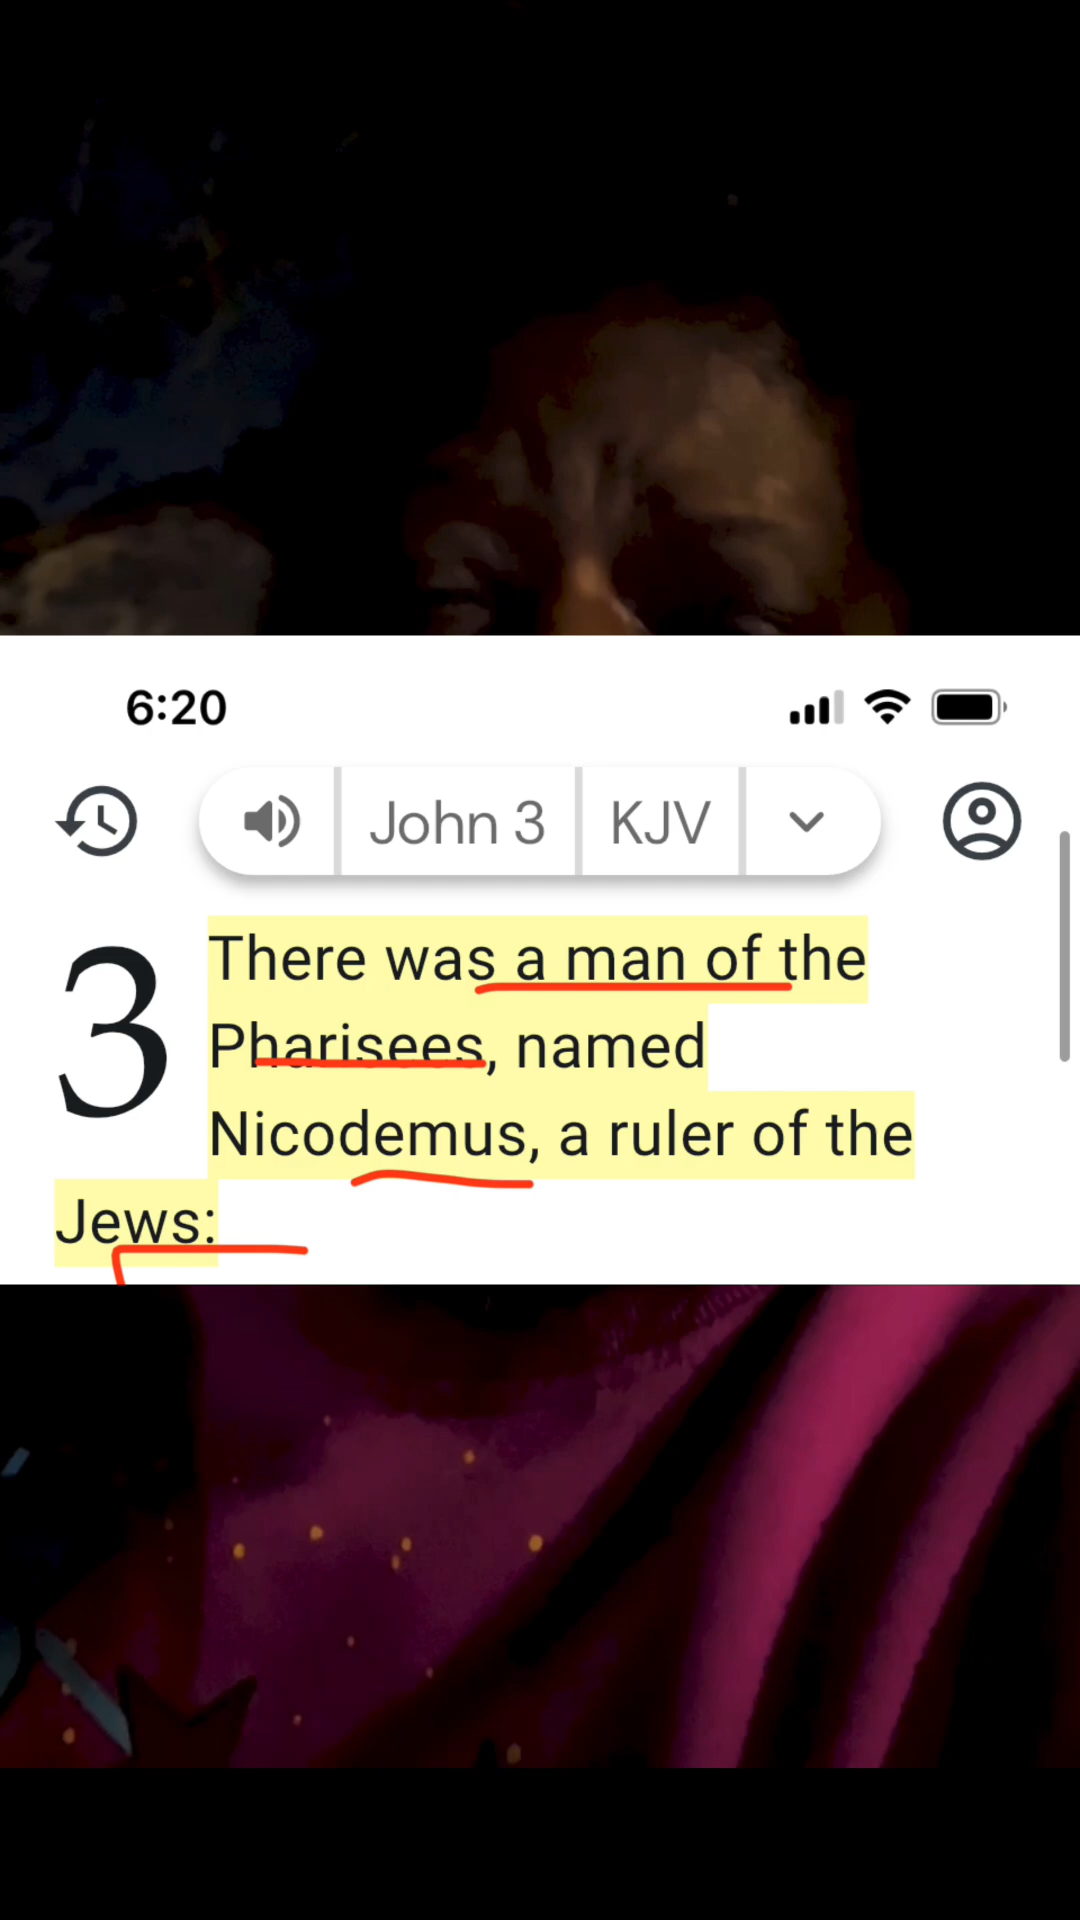 6:20
John 3 KJV
3 There was a man of the
Pharisees, named
Nicodemus, a ruler of the
Jews: